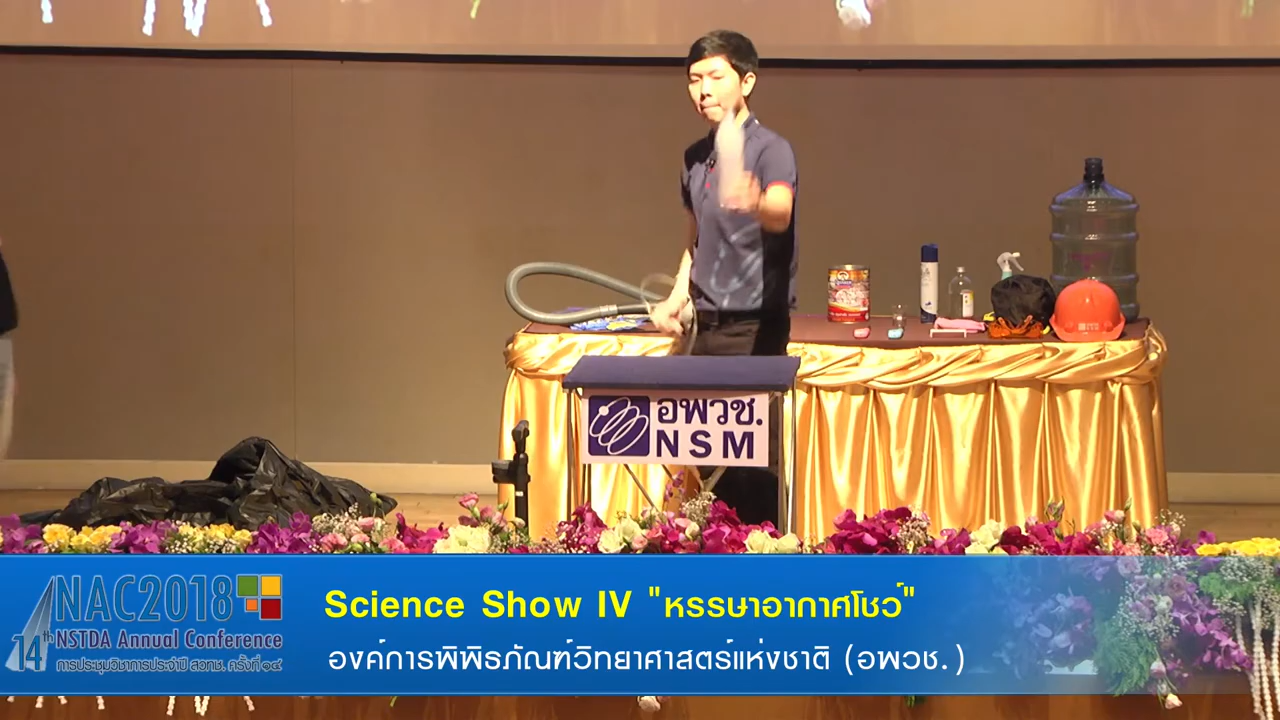 อพวช.
NSM
NAC2018
14th NSTDA Annual Conference
การประชุมวิชาการประจำปี สวทช. ครั้งที่ ๑๔
Science Show IV "หรรษาอากาศโชว์"
องค์การพิพิธภัณฑ์วิทยาศาสตร์แห่งชาติ (อพวช.)